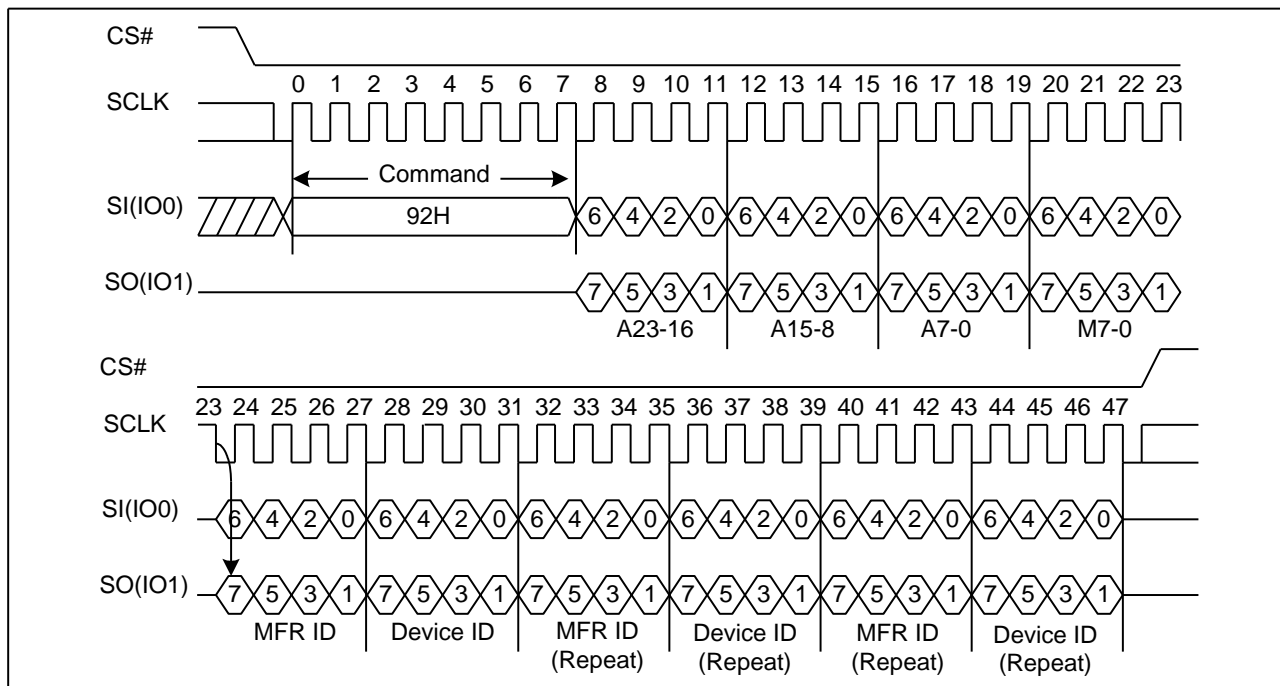 CS#
0 1 2 3 4 5 6 7 8 9 10 11 12 13 14 15 16 17 18 19 20 21 22 23
SCLK
Command
SI(IO0)
92H
6 4 2 0 6 4 2 0 6 4 2 0 6 4 2 0
SO(IO1)
7 5 3 1 7 5 3 1 7 5 3 1 7 5 3 1
A23-16 A15-8 A7-0 M7-0
CS#
23 24 25 26 27 28 29 30 31 32 33 34 35 36 37 38 39 40 41 42 43 44 45 46 47
SCLK
SI(IO0)
6 4 2 0 6 4 2 0 6 4 2 0 6 4 2 0 6 4 2 0 6 4 2 0
SO(IO1)
7 5 3 1 7 5 3 1 7 5 3 1 7 5 3 1 7 5 3 1 7 5 3 1
MFR ID Device ID MFR ID Device ID MFR ID Device ID
(Repeat) (Repeat) (Repeat) (Repeat)